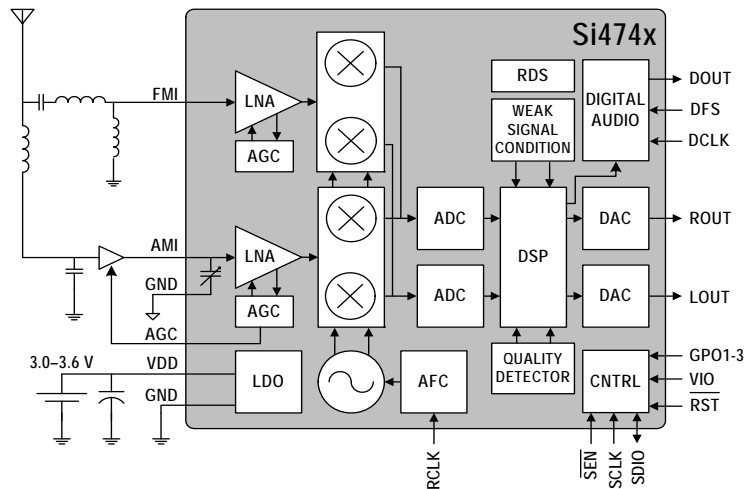 Si474x
FMI
LNA
AGC
RDS
WEAK
SIGNAL
CONDITION
DIGITAL
AUDIO
DOUT
DFS
DCLK
AMI
GND
LNA
AGC
AGC
ADC
ADC
DSP
DAC
DAC
ROUT
LOUT
3.0–3.6 V
VDD
GND
LDO
AFC
QUALITY
DETECTOR
CNTRL
GPO1-3
VIO
RST
RCLK
SEN
SCLK
SDIO